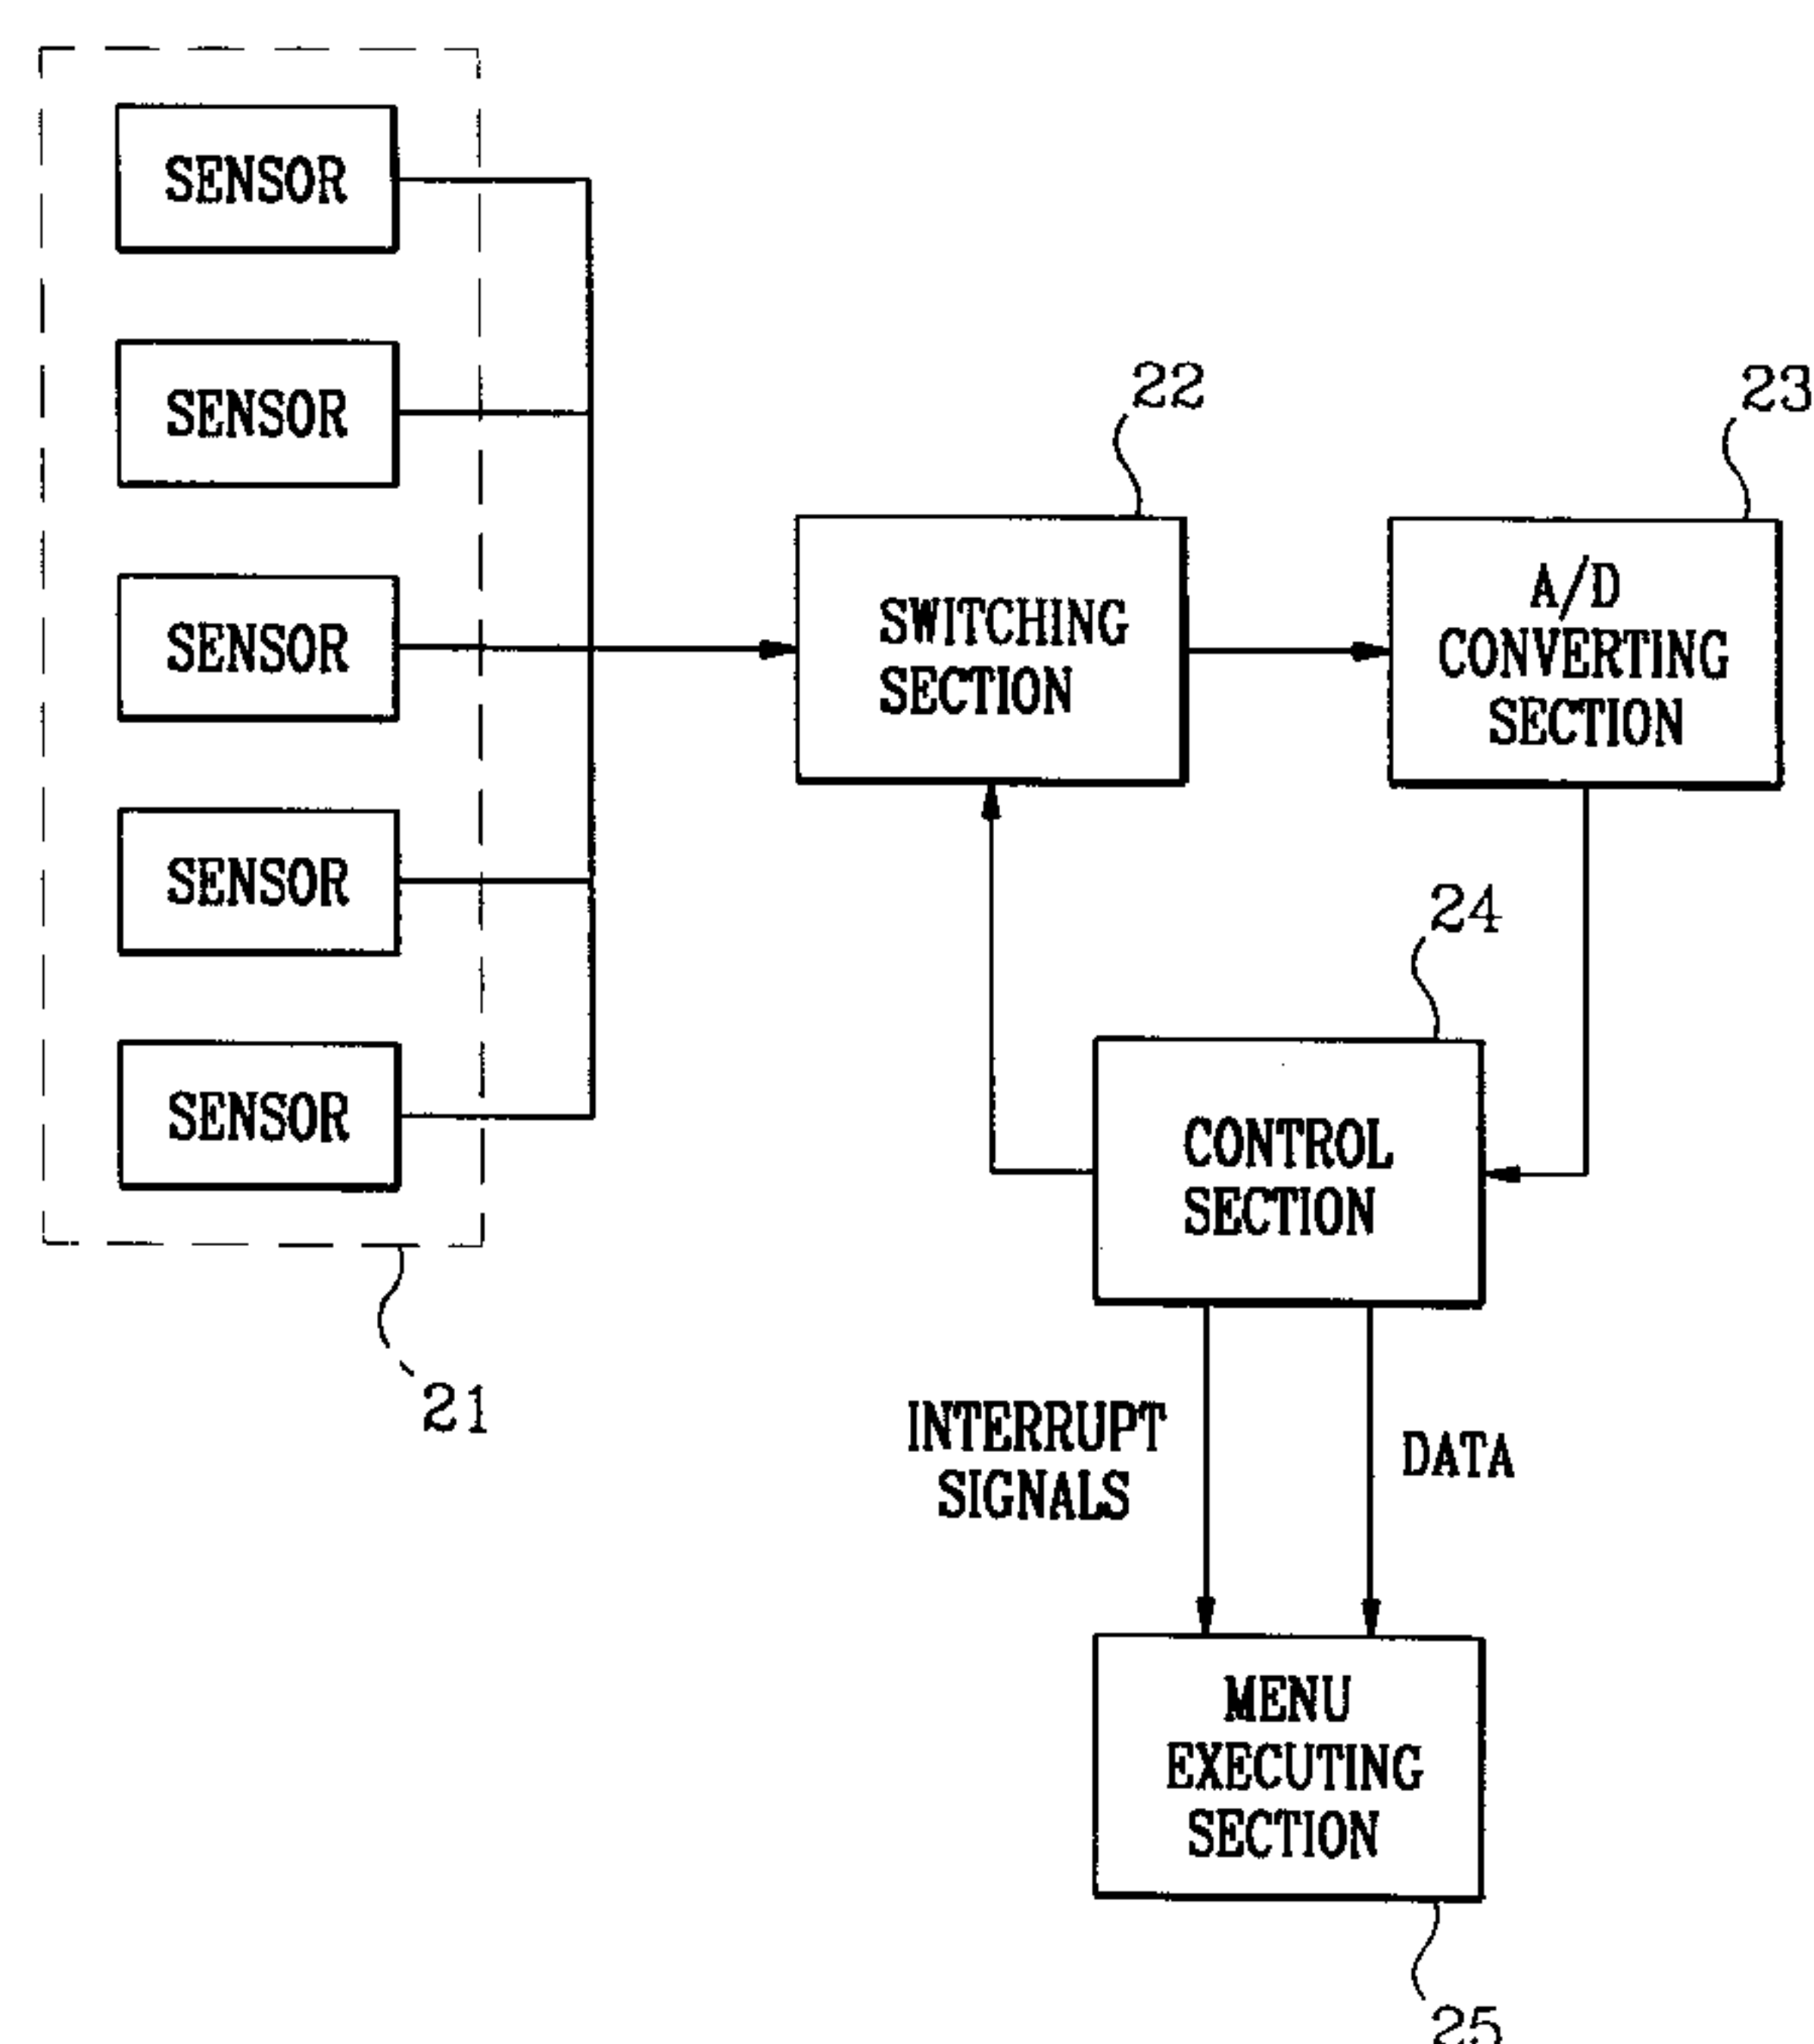 SENSOR
SENSOR
SENSOR
SENSOR
SENSOR
21
22
SWITCHING
SECTION
23
A/D
CONVERTING
SECTION
24
CONTROL
SECTION
INTERRUPT
SIGNALS
DATA
MENU
EXECUTING
SECTION
25